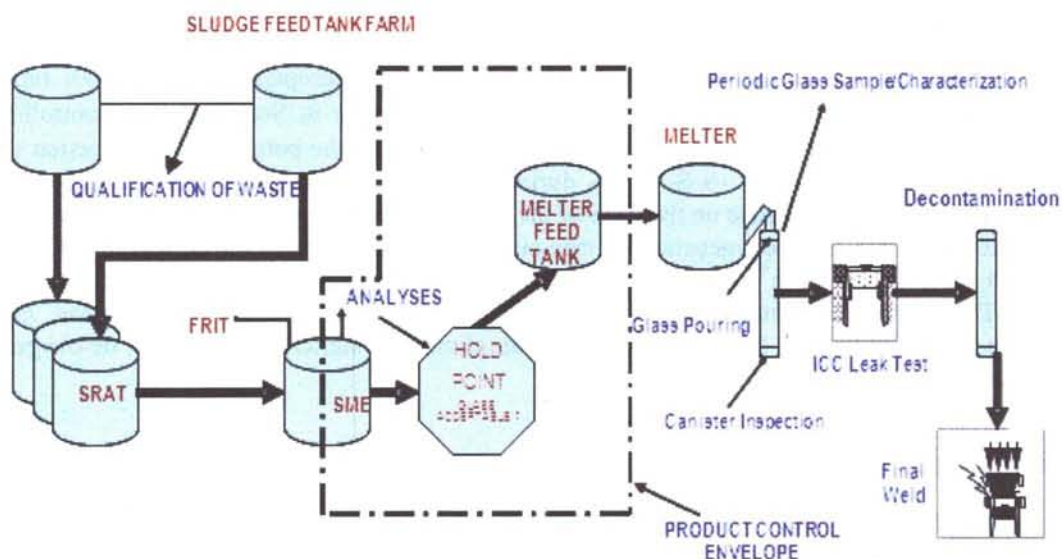 SLUDGE FEED TANK FARM
Periodic Glass Sample/Characterization
MELTER
QUALIFICATION OF WASTE
MELTER
FEED
TANK
Decontamination
ANALYSES
FRIT
Glass Pouring
HOLD
POINT
ICC Leak Test
SRAT
SME
Canister Inspection
Final
Weld
PRODUCT CONTROL
ENVELOPE